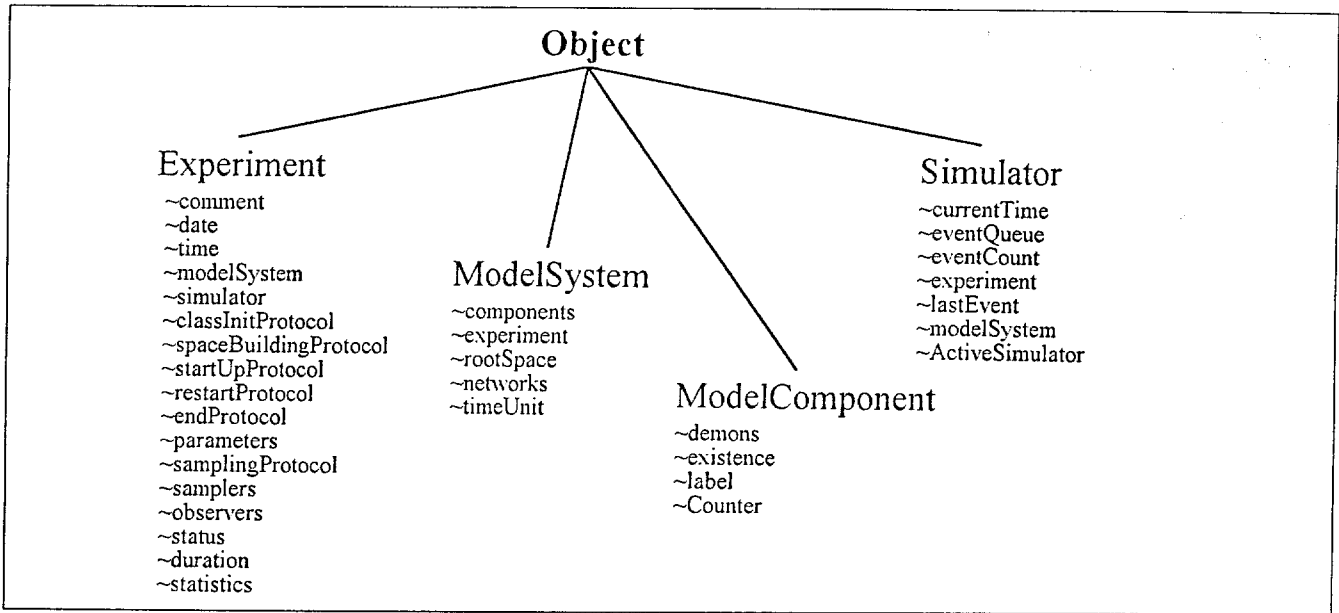 Object
Experiment
~comment
~date
~time
~modelSystem
~simulator
~classInitProtocol
~spaceBuildingProtocol
~startUpProtocol
~restartProtocol
~endProtocol
~parameters
~samplingProtocol
~samplers
~observers
~status
~duration
~statistics
ModelSystem
~components
~experiment
~rootSpace
~networks
~timeUnit
ModelComponent
~demons
~existence
~label
~Counter
Simulator
~currentTime
~eventQueue
~eventCount
~experiment
~lastEvent
~modelSystem
~ActiveSimulator